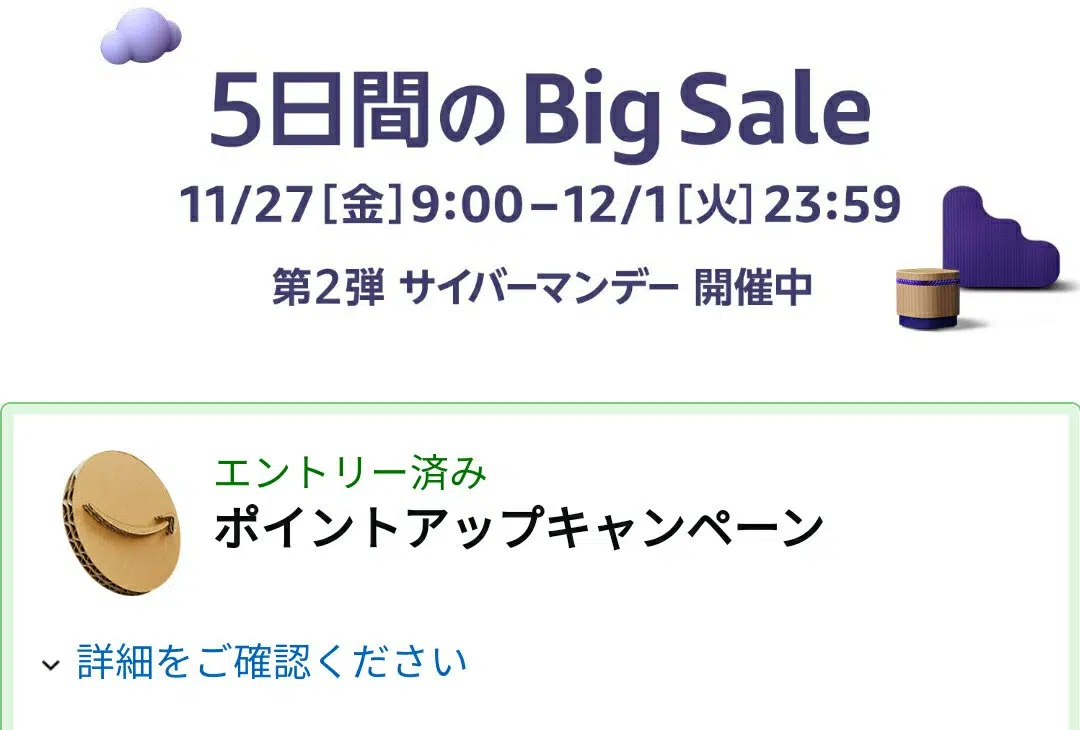 5日間のBig Sale
11/27[金]9:00–12/1[火]23:59
第2弾 サイバーマンデー 開催中
エントリー済み
ポイントアップキャンペーン
詳細をご確認ください